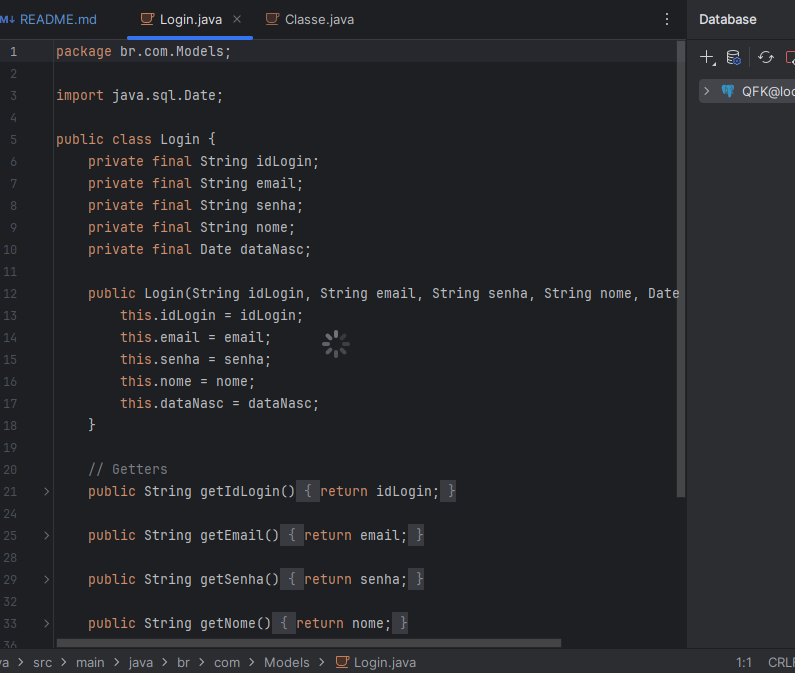 M↓ README.md Login.java × Classe.java Database
1 package br.com.Models;
2
3 import java.sql.Date;
4
5 public class Login {
6 private final String idLogin;
7 private final String email;
8 private final String senha;
9 private final String nome;
10 private final Date dataNasc;
11
12 public Login(String idLogin, String email, String senha, String nome, Date
13 this.idLogin = idLogin;
14 this.email = email;
15 this.senha = senha;
16 this.nome = nome;
17 this.dataNasc = dataNasc;
18 }
19
20 // Getters
21 public String getIdLogin() { return idLogin; }
24
25 public String getEmail() { return email; }
28
29 public String getSenha() { return senha; }
32
33 public String getNome() { return nome; }
36
QFK@loc
va > src > main > java > br > com > Models > Login.java 1:1 CRLF